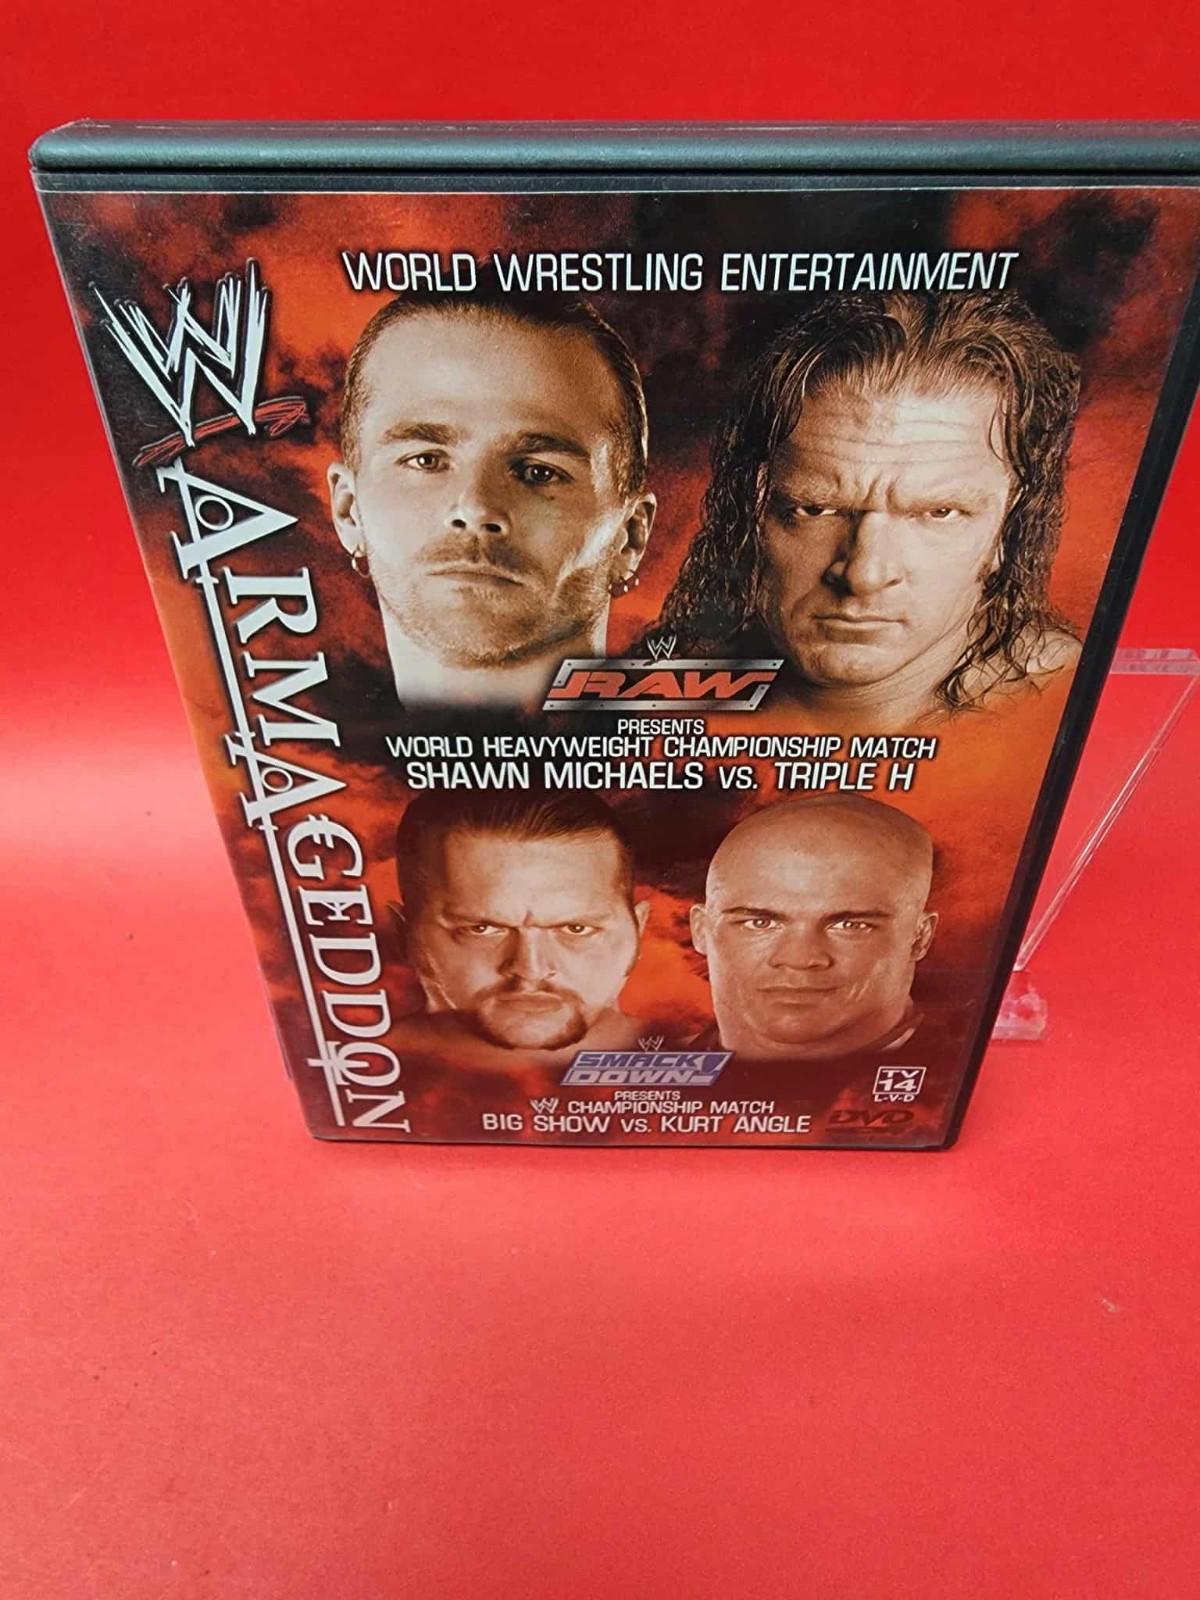 WORLD WRESTLING ENTERTAINMENT
W
ARMAGEDDON
W
RAW
PRESENTS
WORLD HEAVYWEIGHT CHAMPIONSHIP MATCH
SHAWN MICHAELS VS. TRIPLE H
W
SMACK
DOWN!
PRESENTS
W CHAMPIONSHIP MATCH
BIG SHOW VS. KURT ANGLE
TV
14
L-V-D
DVD